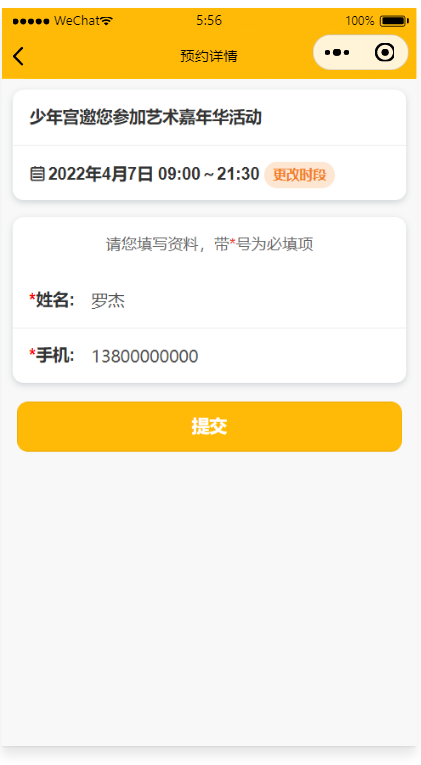 WeChat 5:56 100%
预约详情
少年宫邀您参加艺术嘉年华活动
2022年4月7日 09:00～21:30 更改时段
请您填写资料，带*号为必填项
*姓名: 罗杰
*手机: 13800000000
提交